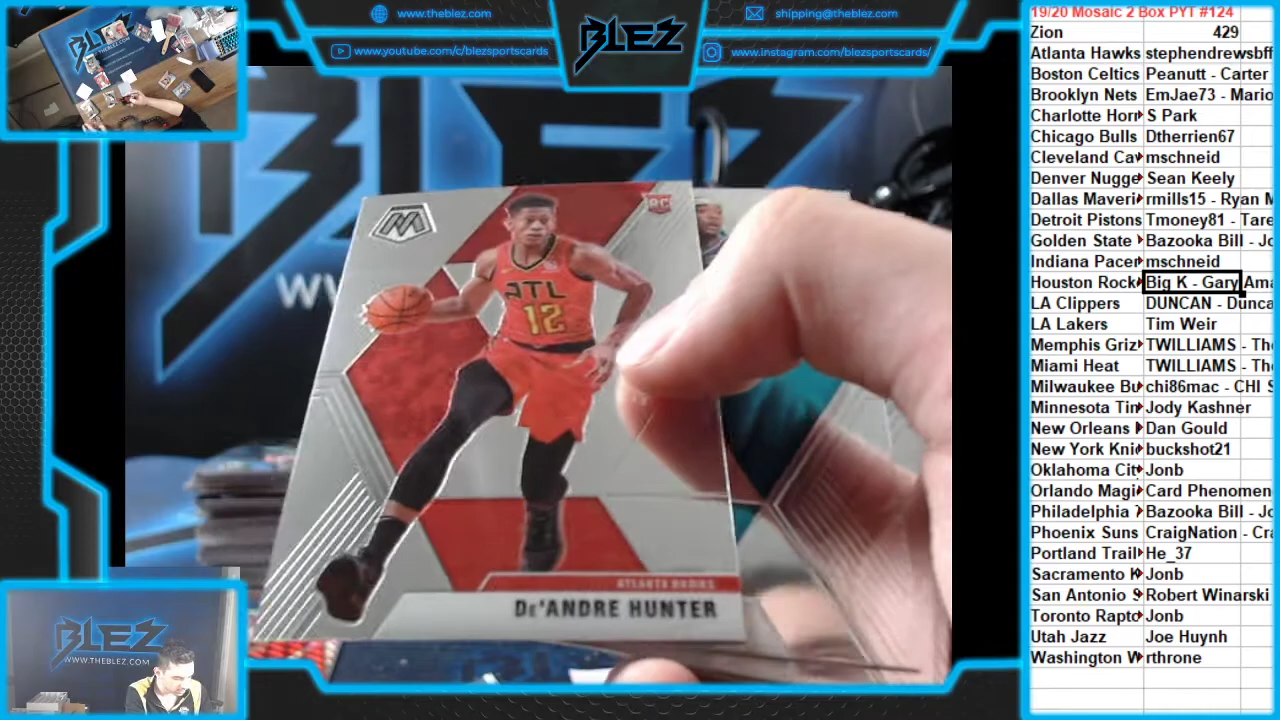 www.theblez.com
shipping@theblez.com
www.youtube.com/c/blezsportscards
www.instagram.com/blezsportscards/
BLEZ
19/20 Mosaic 2 Box PYT #124
Zion 429
Atlanta Hawks stephendrewsbff
Boston Celtics Peanutt - Carter
Brooklyn Nets EmJae73 - Mario
Charlotte Horr S Park
Chicago Bulls Dtherrien67
Cleveland Cav mschneid
Denver Nugge Sean Keely
Dallas Maveri rmills15 - Ryan M
Detroit Pistons Tmoney81 - Tare
Golden State Bazooka Bill - Jo
Indiana Pacer mschneid
Houston Rock Big K - Gary Ama
LA Clippers DUNCAN - Dunca
LA Lakers Tim Weir
Memphis Griz TWILLIAMS - The
Miami Heat TWILLIAMS - The
Milwaukee Bu chi86mac - CHI S
Minnesota Tim Jody Kashner
New Orleans Dan Gould
New York Knic buckshot21
Oklahoma Cit Jonb
Orlando Magi Card Phenomen
Philadelphia Bazooka Bill - Jo
Phoenix Suns CraigNation - Cra
Portland Trail He_37
Sacramento K Jonb
San Antonio S Robert Winarski
Toronto Rapto Jonb
Utah Jazz Joe Huynh
Washington W rthrone
M
RC
ATL
12
ATLANTA HAWKS
DE'ANDRE HUNTER
BLEZ
WWW.THEBLEZ.COM